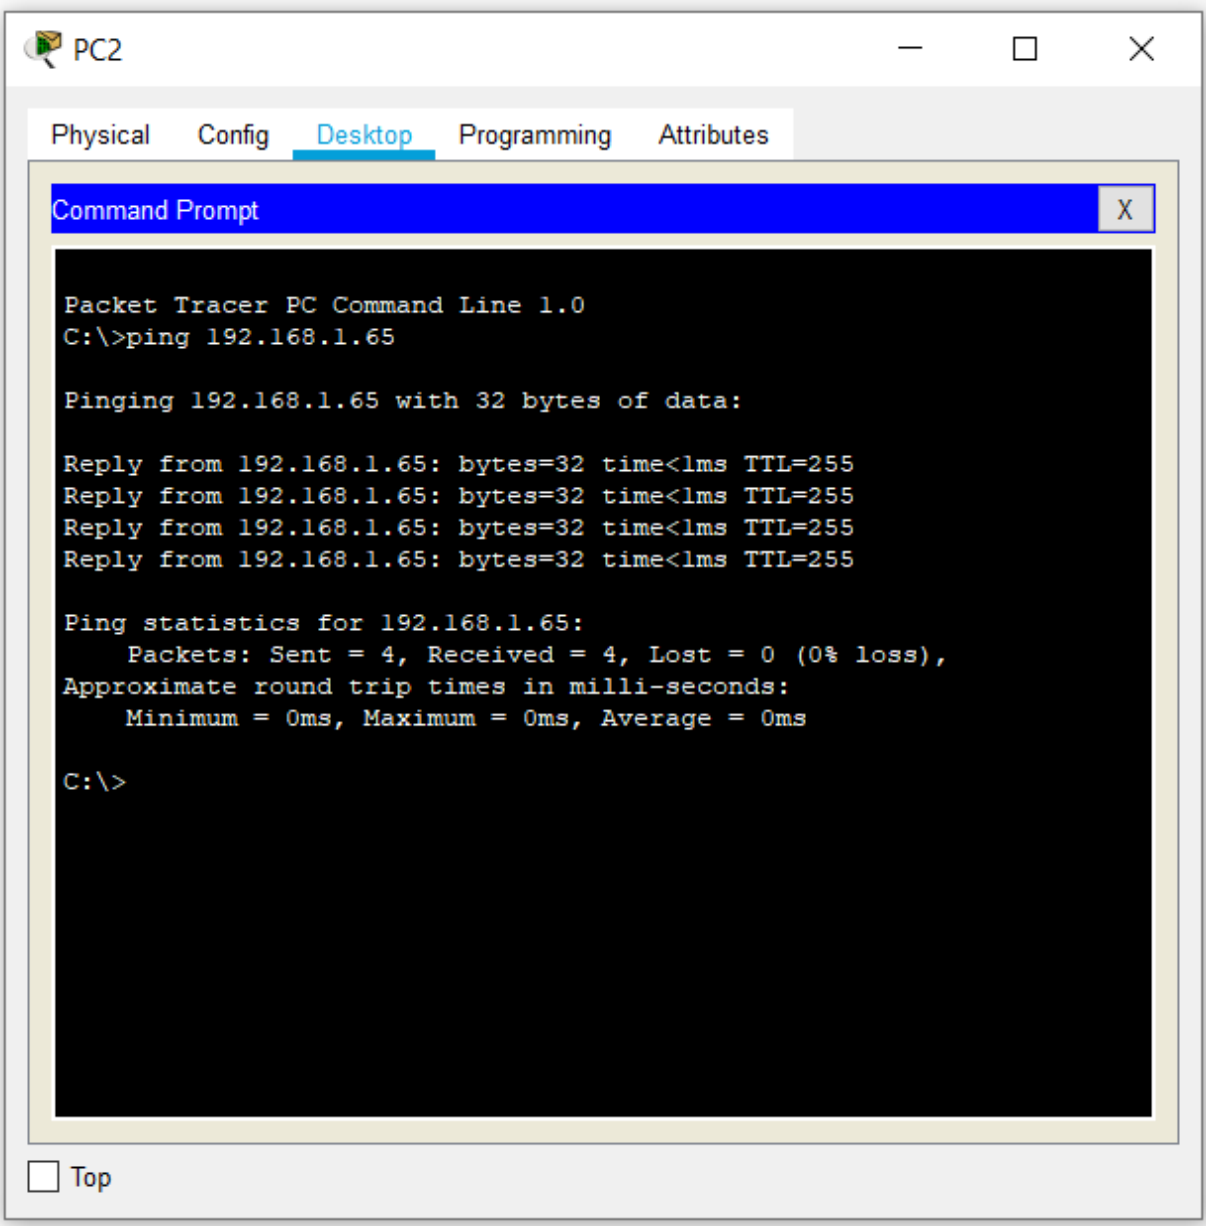 PC2
Physical Config Desktop Programming Attributes
Command Prompt X
Packet Tracer PC Command Line 1.0
C:\>ping 192.168.1.65
Pinging 192.168.1.65 with 32 bytes of data:
Reply from 192.168.1.65: bytes=32 time<1ms TTL=255
Reply from 192.168.1.65: bytes=32 time<1ms TTL=255
Reply from 192.168.1.65: bytes=32 time<1ms TTL=255
Reply from 192.168.1.65: bytes=32 time<1ms TTL=255
Ping statistics for 192.168.1.65:
    Packets: Sent = 4, Received = 4, Lost = 0 (0% loss),
Approximate round trip times in milli-seconds:
    Minimum = 0ms, Maximum = 0ms, Average = 0ms
C:\>
Top